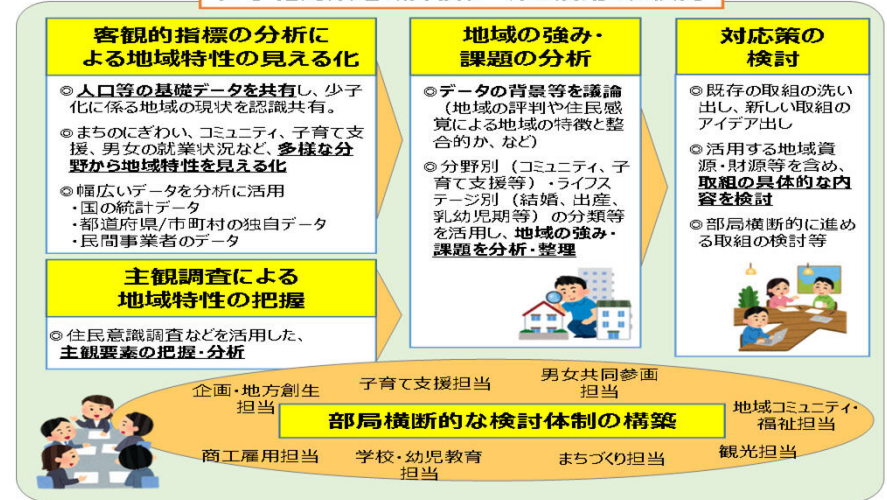 客観的指標の分析に
よる地域特性の見える化
◎人口等の基礎データを共有し、少子
化に係る地域の現状を認識共有。
◎まちのにぎわい、コミュニティ、子育て支
援、男女の就業状況など、多様な分
野から地域特性を見える化
◎幅広いデータを分析に活用
・国の統計データ
・都道府県/市町村の独自データ
・民間事業者のデータ
主観調査による
地域特性の把握
◎住民意識調査などを活用した、
主観要素の把握・分析
地域の強み・
課題の分析
◎データの背景等を議論
（地域の評判や住民感
覚による地域の特徴と整
合的か、など）
◎分野別（コミュニティ、子
育て支援等）・ライフス
テージ別（結婚、出産、
乳幼児期等）の分類等
を活用し、地域の強み・
課題を分析・整理
対応策の
検討
◎既存の取組の洗い
出し、新しい取組の
アイデア出し
◎活用する地域資
源・財源等を含め、
取組の具体的な内
容を検討
◎部局横断的に進め
る取組の検討等
企画・地方創生
担当
子育て支援担当
男女共同参画
担当
地域コミュニティ・
福祉担当
部局横断的な検討体制の構築
商工雇用担当
学校・幼児教育
担当
まちづくり担当
観光担当